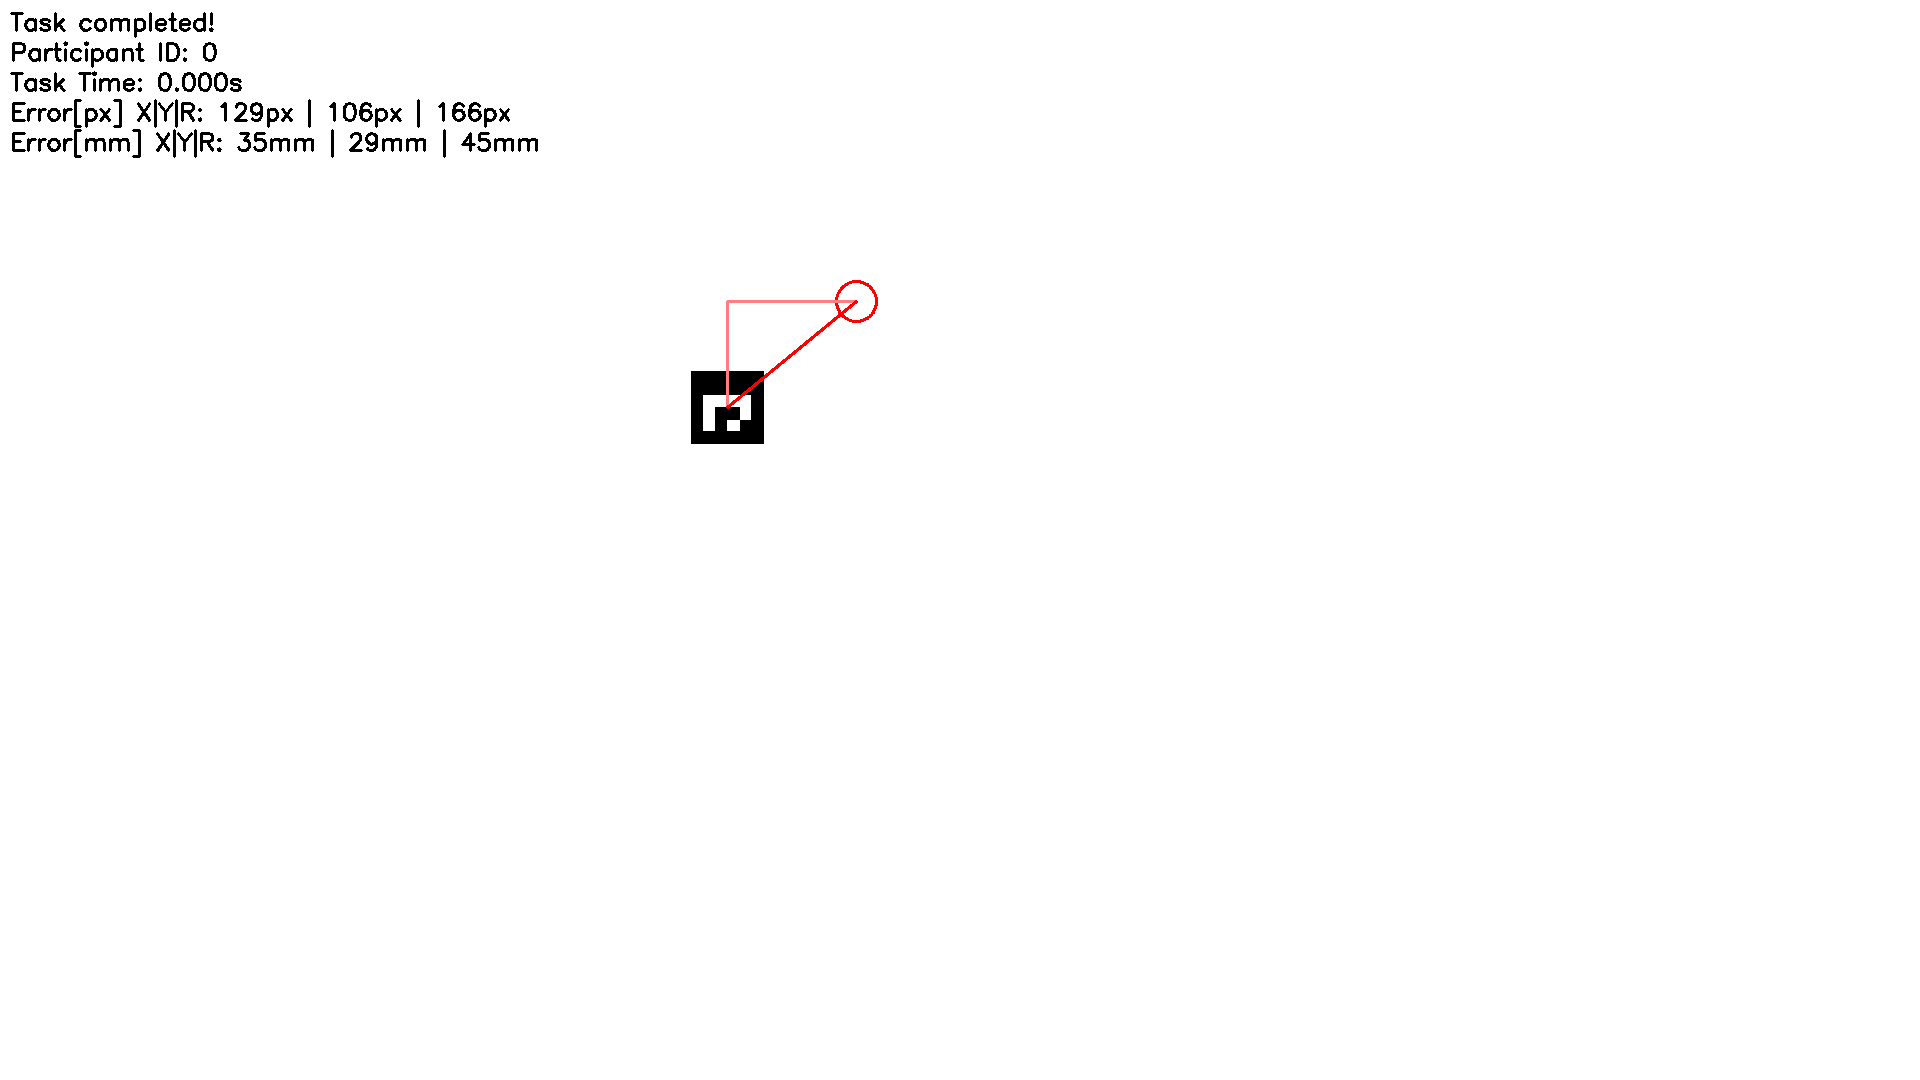 Task completed!
Participant ID: 0
Task Time: 0.000s
Error[px] X|Y|R: 129px | 106px | 166px
Error[mm] X|Y|R: 35mm | 29mm | 45mm